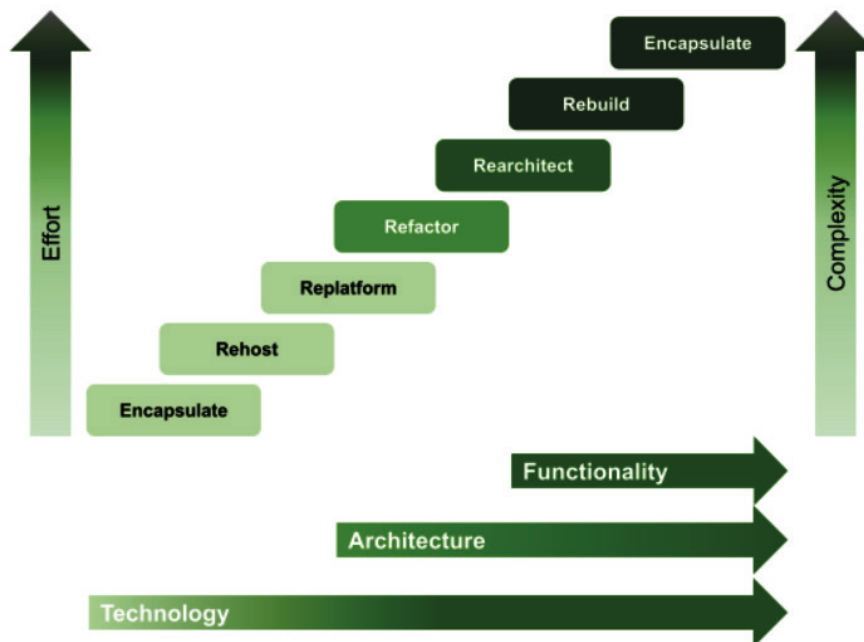 Encapsulate
Rebuild
Rearchitect
Refactor
Replatform
Rehost
Encapsulate
Effort
Complexity
Functionality
Architecture
Technology